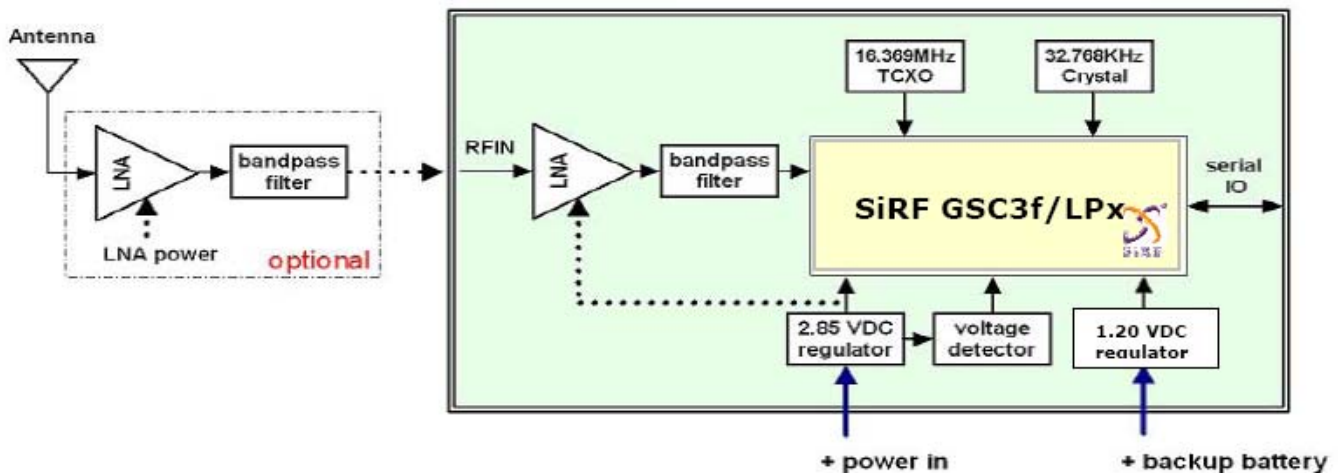 Antenna
LNA
bandpass
filter
LNA power
optional
RFIN
LNA
bandpass
filter
16.369MHz
TCXO
32.768KHz
Crystal
SiRF GSC3f/LPx
SiRF
serial
IO
2.85 VDC
regulator
voltage
detector
1.20 VDC
regulator
+ power in
+ backup battery